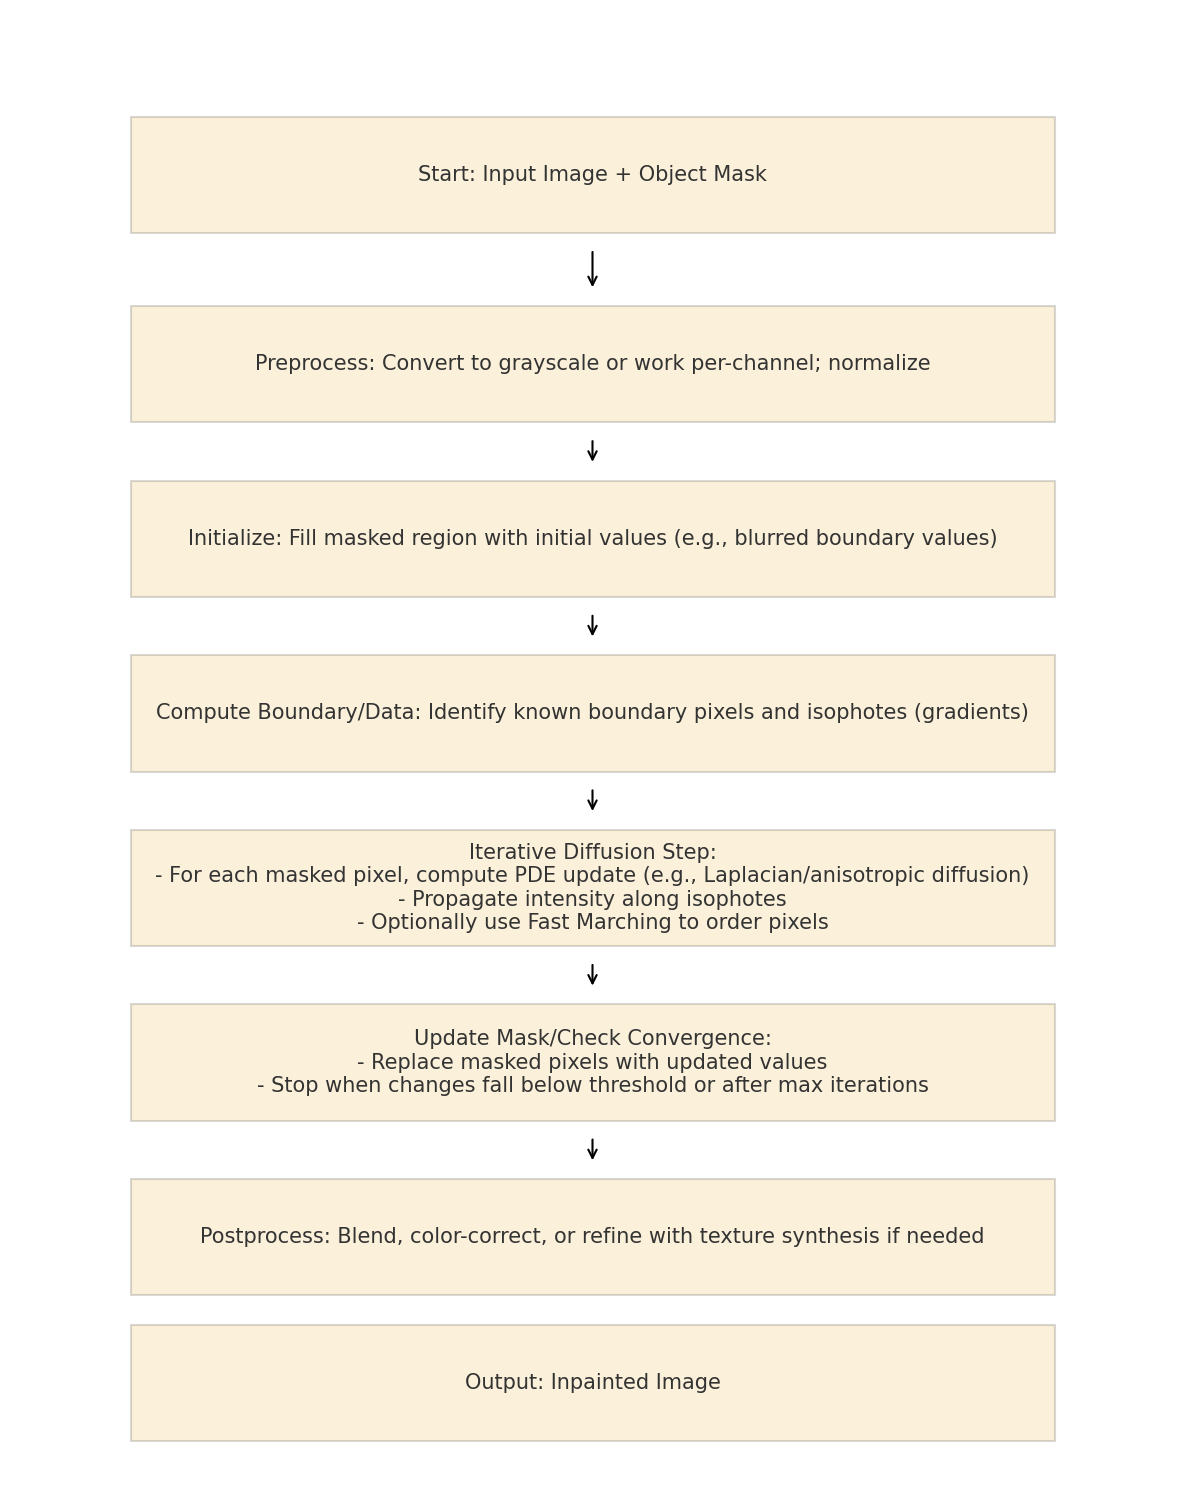 Start: Input Image + Object Mask
Preprocess: Convert to grayscale or work per-channel; normalize
Initialize: Fill masked region with initial values (e.g., blurred boundary values)
Compute Boundary/Data: Identify known boundary pixels and isophotes (gradients)
Iterative Diffusion Step:
- For each masked pixel, compute PDE update (e.g., Laplacian/anisotropic diffusion)
- Propagate intensity along isophotes
- Optionally use Fast Marching to order pixels
Update Mask/Check Convergence:
- Replace masked pixels with updated values
- Stop when changes fall below threshold or after max iterations
Postprocess: Blend, color-correct, or refine with texture synthesis if needed
Output: Inpainted Image